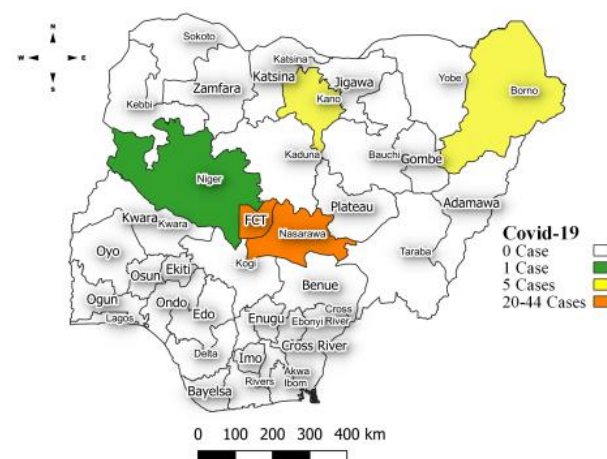 N
W E
S
Sokoto
Katsina
Katsina
Zamfara
Jigawa
Yobe
Borno
Kebbi
Kano
Kaduna
Bauchi
Gombe
Niger
Adamawa
Plateau
FCT
Kwara
Kwara
Nasarawa
Taraba
Oyo
Kogi
Ekiti
Osun
Benue
Ogun
Ondo
Edo
Lagos
Enugu
Ebonyi
Cross
River
Delta
Imo
Cross River
Akwa
Ibom
Rivers
Bayelsa
Covid-19
0 Case
1 Case
5 Cases
20-44 Cases
0 100 200 300 400 km